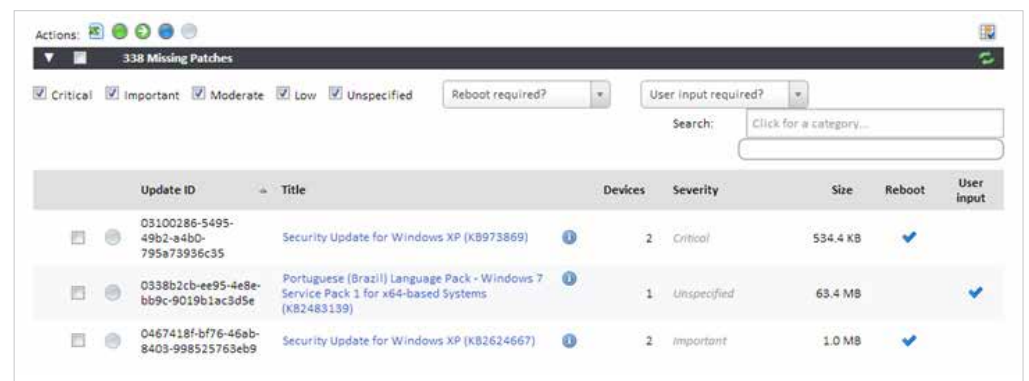 Actions:
338 Missing Patches
Critical Important Moderate Low Unspecified Reboot required? User input required?
Search: Click for a category...
Update ID Title Devices Severity Size Reboot User input
03100286-5495-
49b2-a4b0-
795a73936c35
Security Update for Windows XP (KB973869) 2 Critical 534.4 KB
0338b2cb-ee95-4e8e-
bb9c-9019b1ac3d5e
Portuguese (Brazil) Language Pack - Windows 7
Service Pack 1 for x64-based Systems
(KB2483139)
1 Unspecified 63.4 MB
0467418f-bf76-46ab-
8403-998525763eb9
Security Update for Windows XP (KB2624667) 2 Important 1.0 MB